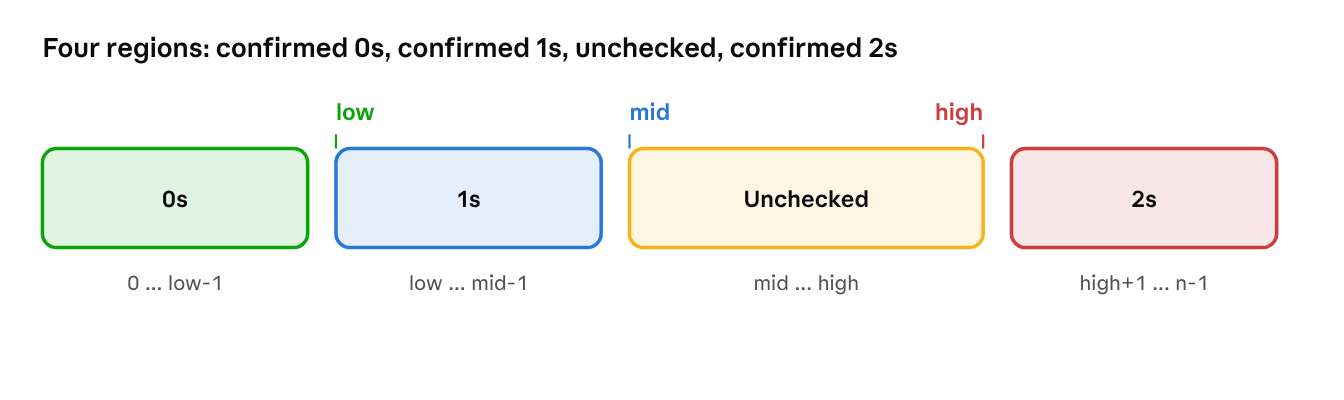 Four regions: confirmed 0s, confirmed 1s, unchecked, confirmed 2s
low mid high
0s 1s Unchecked 2s
0 ... low-1 low ... mid-1 mid ... high high+1 ... n-1